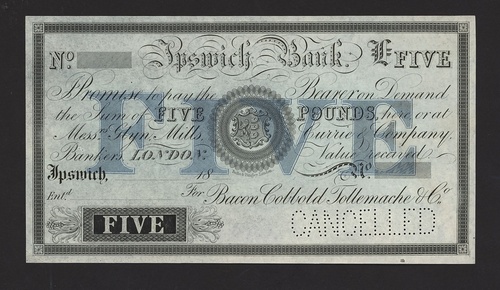 No Ipswich Bank. £FIVE
I Promise to pay the Bearer on Demand
the Sum of FIVE POUNDS, here or at
Messrs Glyn, Mills, Currie & Company,
Bankers, LONDON. Value received
Ipswich, 18 No
Entd For Bacon Cobbold Tollemache & Co
FIVE
CANCELLED
FIVE